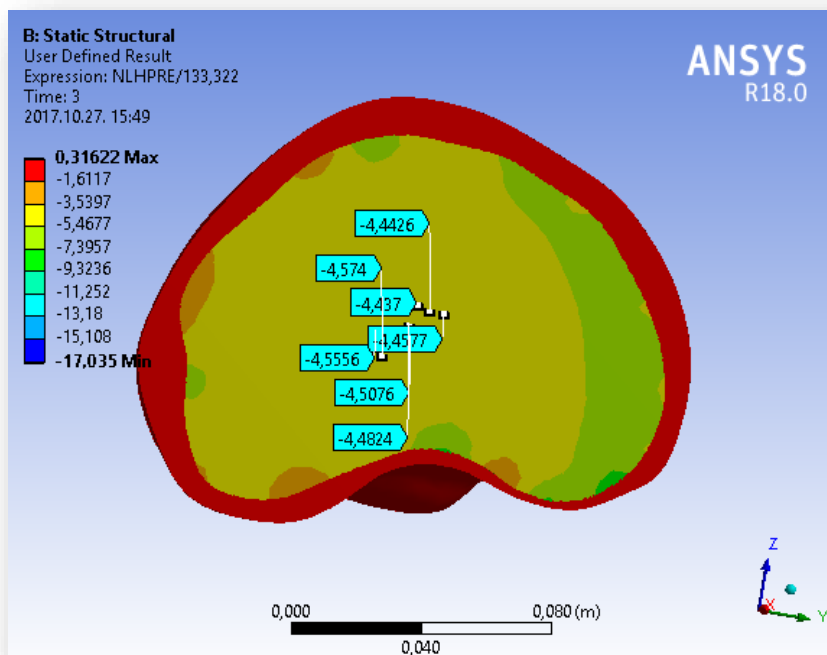 B: Static Structural
User Defined Result
Expression: NLHPRE/133,322
Time: 3
2017.10.27. 15:49
ANSYS
R18.0
0,31622 Max
-1,6117
-3,5397
-5,4677
-7,3957
-9,3236
-11,252
-13,18
-15,108
-17,035 Min
-4,4426
-4,574
-4,437
-4,4577
-4,5556
-4,5076
-4,4824
0,000
0,080 (m)
0,040
Z
X
Y